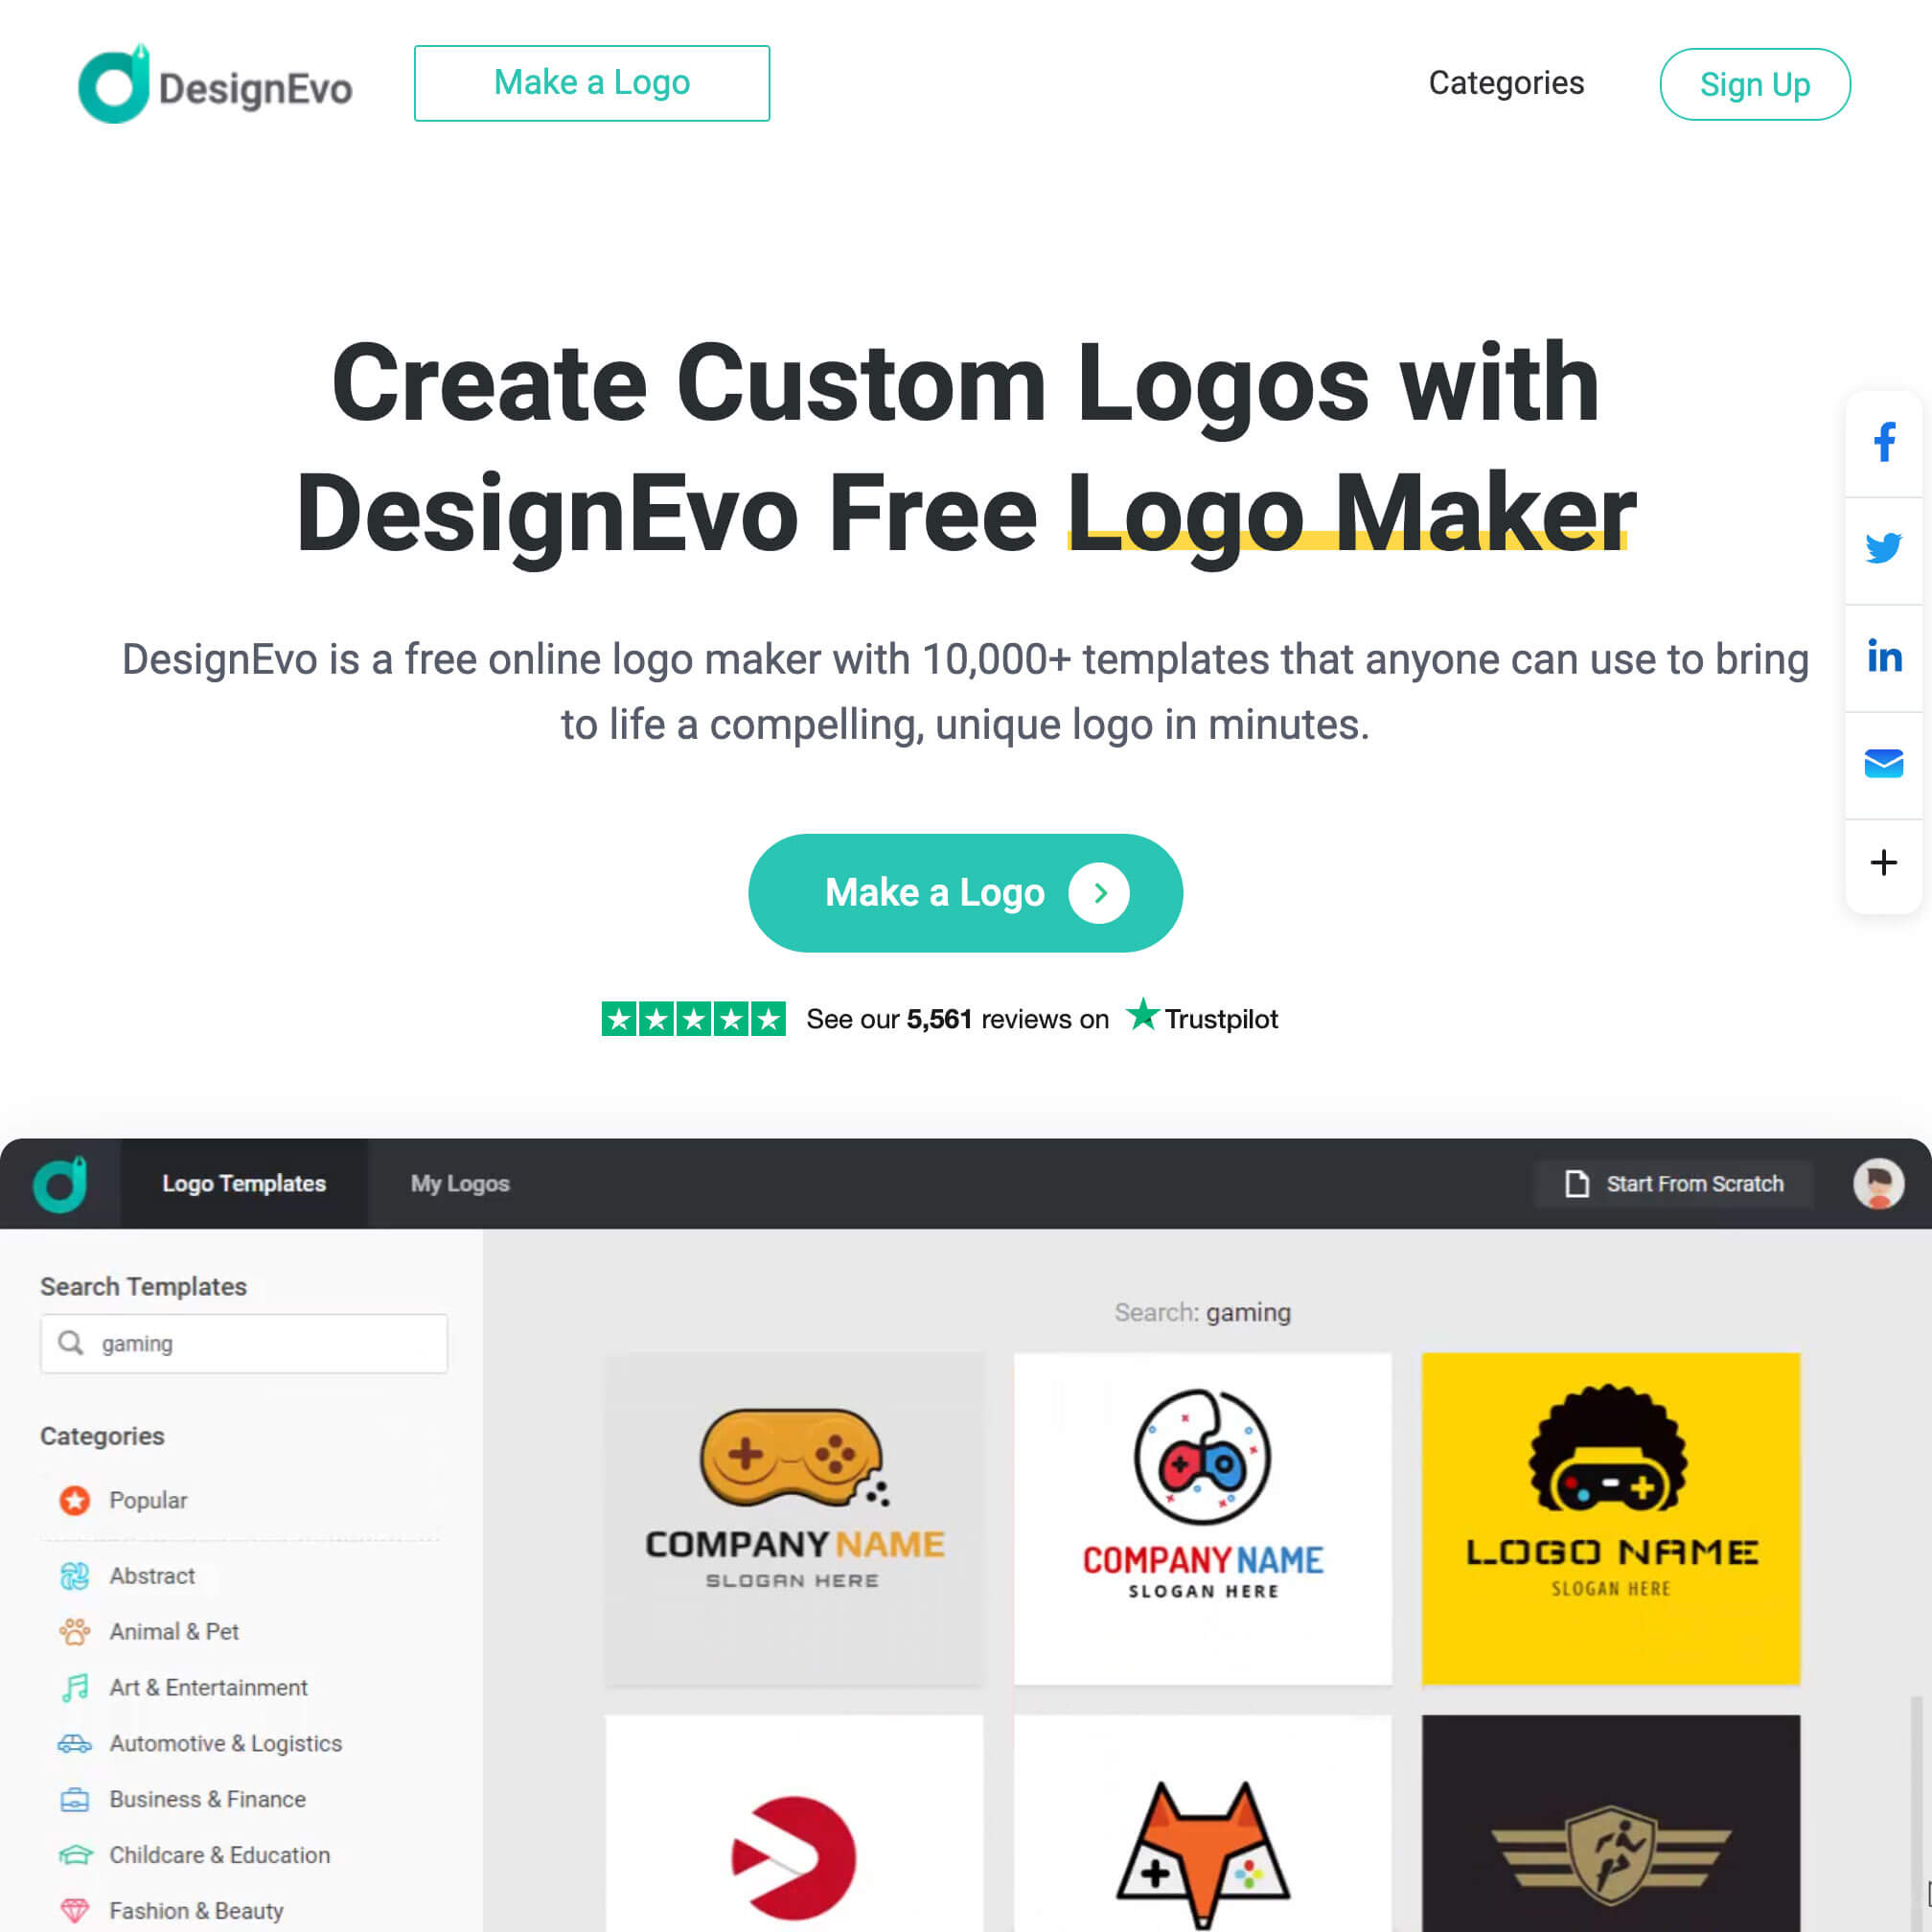 DesignEvo
Make a Logo
Categories
Sign Up
Create Custom Logos with
DesignEvo Free Logo Maker
DesignEvo is a free online logo maker with 10,000+ templates that anyone can use to bring
to life a compelling, unique logo in minutes.
Make a Logo
See our 5,561 reviews on Trustpilot
Logo Templates
My Logos
Start From Scratch
Search Templates
gaming
Categories
Popular
Abstract
Animal & Pet
Art & Entertainment
Automotive & Logistics
Business & Finance
Childcare & Education
Fashion & Beauty
Search: gaming
COMPANY NAME
SLOGAN HERE
COMPANY NAME
SLOGAN HERE
LOGO NAME
SLOGAN HERE